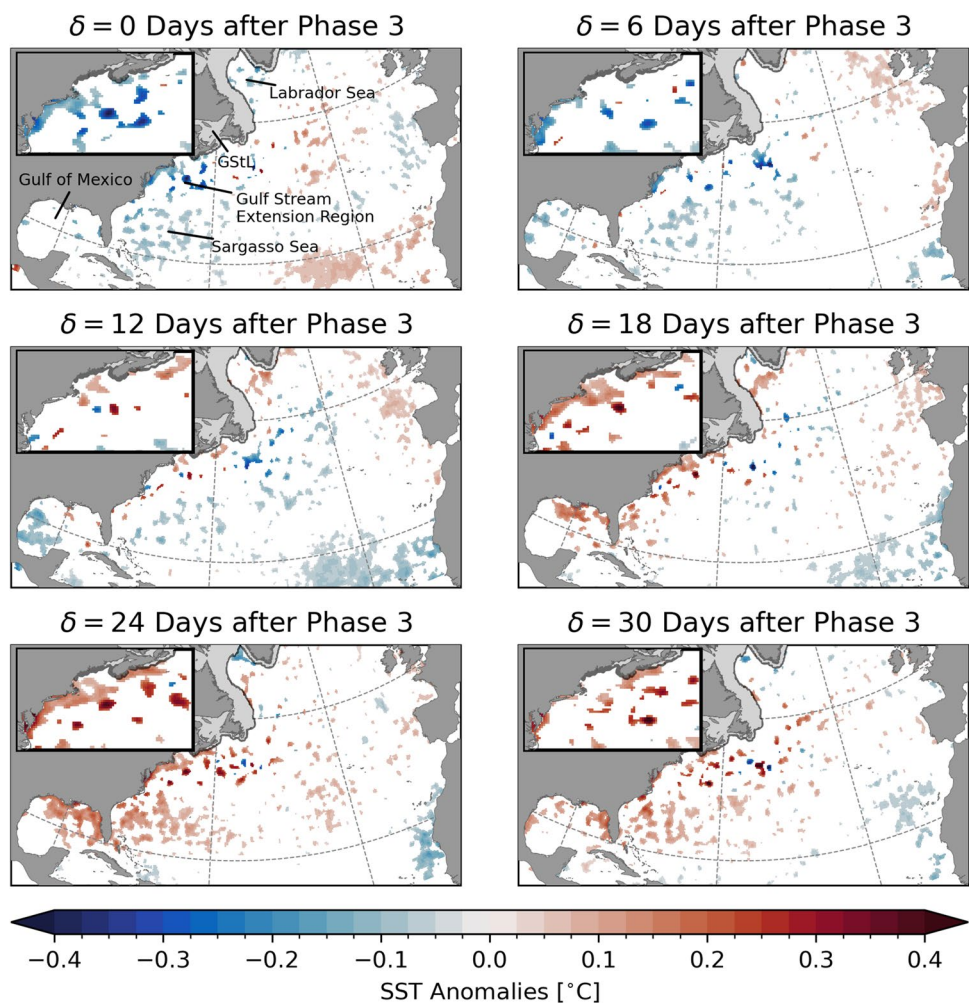 δ = 0 Days after Phase 3
δ = 6 Days after Phase 3
Labrador Sea
GStL
Gulf of Mexico
Gulf Stream
Extension Region
Sargasso Sea
δ = 12 Days after Phase 3
δ = 18 Days after Phase 3
δ = 24 Days after Phase 3
δ = 30 Days after Phase 3
−0.4 −0.3 −0.2 −0.1 0.0 0.1 0.2 0.3 0.4
SST Anomalies [°C]